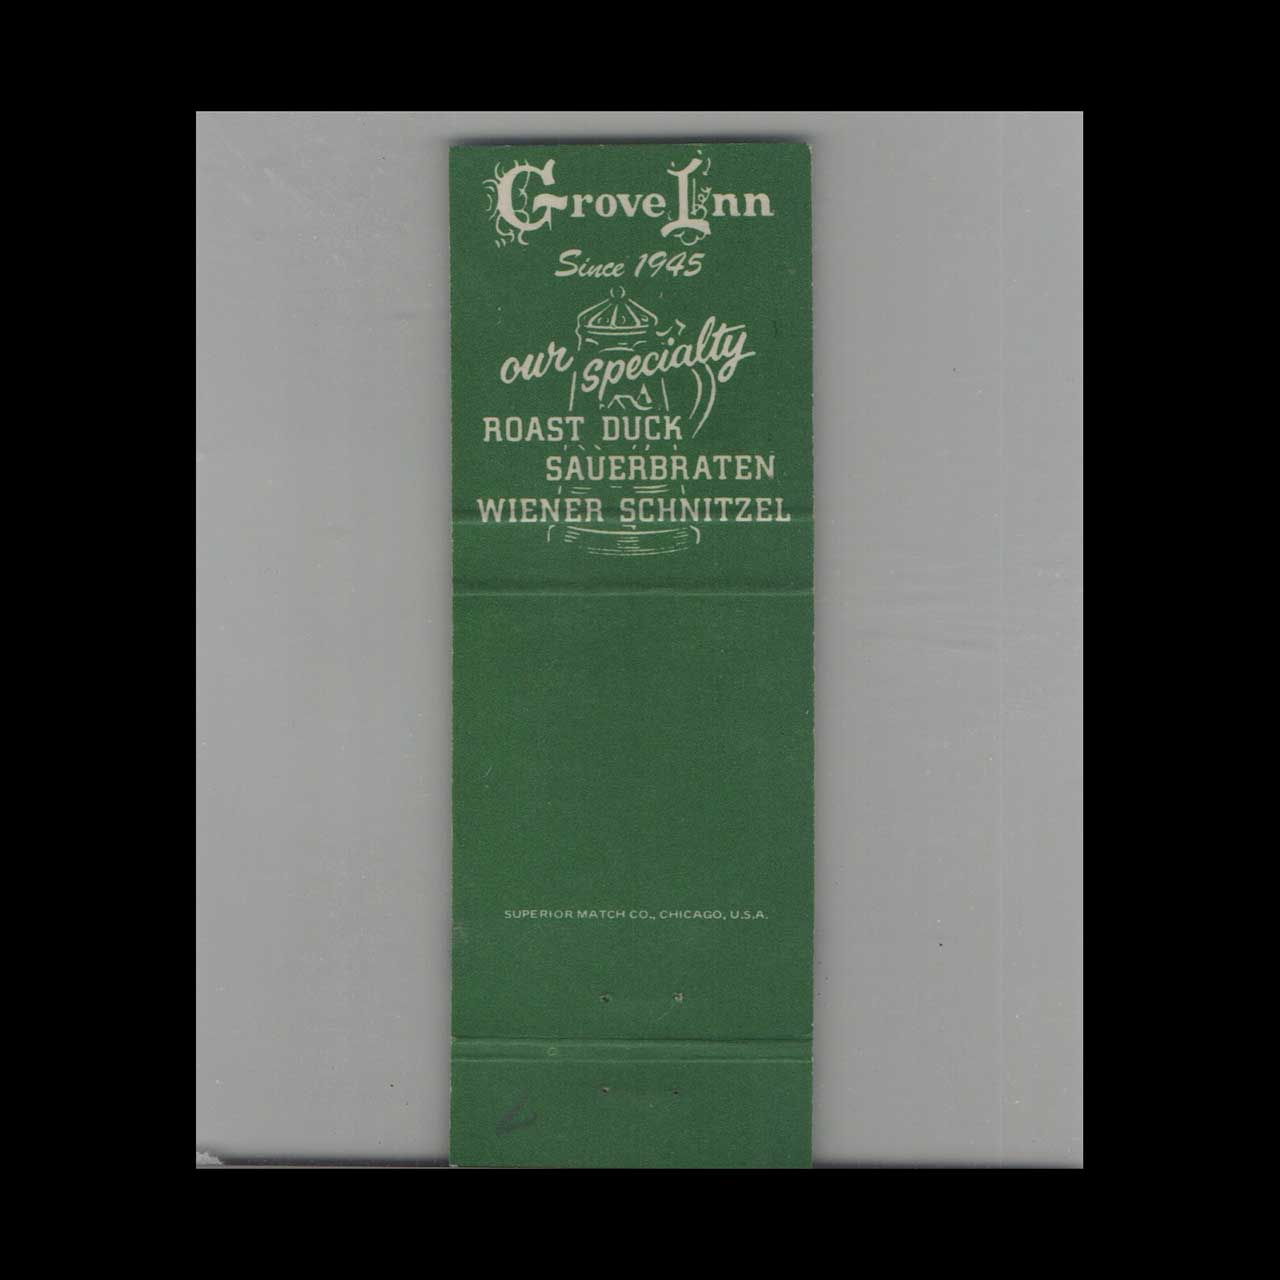 Grove Inn
Since 1945
our specialty
ROAST DUCK
SAUERBRATEN
WIENER SCHNITZEL
SUPERIOR MATCH CO., CHICAGO, U.S.A.